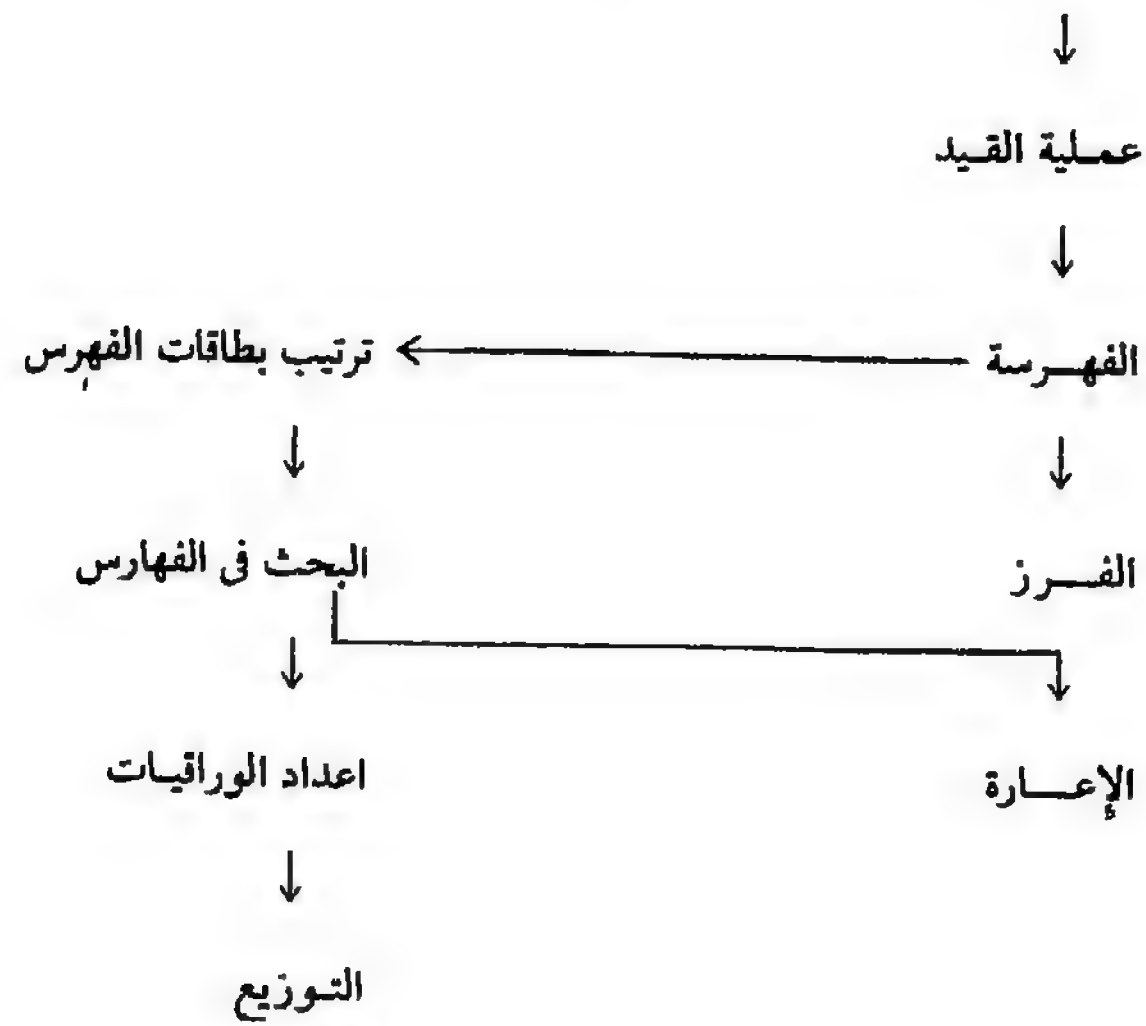 عملية القيد
الفهرسة
ترتيب بطاقات الفهرس
الفرز
البحث فى الفهارس
الإعارة
اعداد الوراقيات
التوزيع